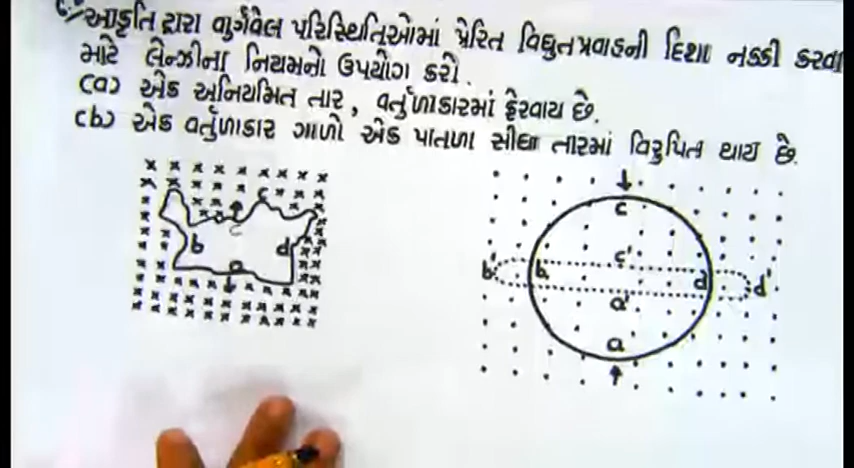 આકૃતિ દ્વારા વર્ણવેલ પરિસ્થિતિઓમાં પ્રેરિત વિદ્યુતપ્રવાહની દિશા નક્કી કરવા
માટે લેન્ઝના નિયમનો ઉપયોગ કરો.
(a) એક અનિયમિત તાર, વર્તુળાકારમાં ફેરવાય છે.
(b) એક વર્તુળાકાર ગાળો એક પાતળા સીધા તારમાં વિરૂપિત થાય છે.
c
b
d
a
c
b' b c' d d'
a'
a